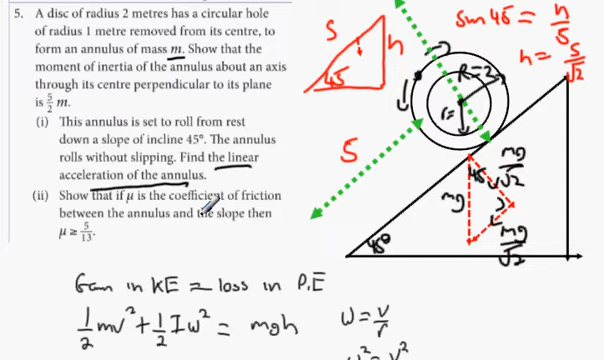 5. A disc of radius 2 metres has a circular hole
of radius 1 metre removed from its centre, to
form an annulus of mass m. Show that the
moment of inertia of the annulus about an axis
through its centre perpendicular to its plane
is 5/2 m.
(i) This annulus is set to roll from rest
down a slope of incline 45°. The annulus
rolls without slipping. Find the linear
acceleration of the annulus.
(ii) Show that if μ is the coefficient of friction
between the annulus and the slope then
μ ≥ 5/13.
S
h
45
sin 45 = h/S
h = S/√2
R=2
r=
S
45
mg/√2
mg
mg/√2
45°
Gain in KE = loss in P.E
1/2 mv² + 1/2 Iω² = mgh
ω = v/r
ω² = v²